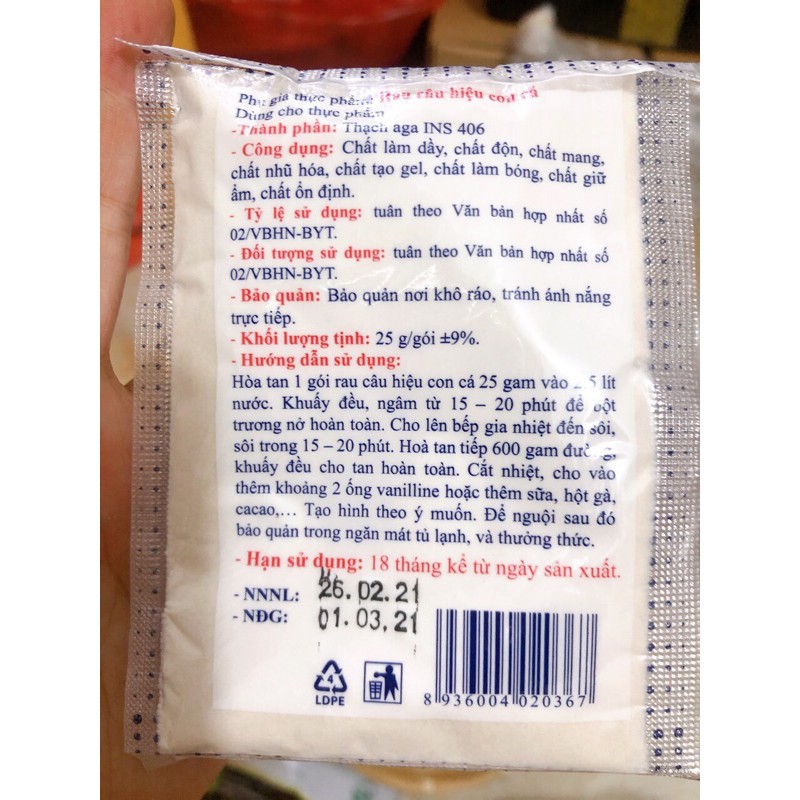 Phụ gia thực phẩm: Rau câu hiệu con cá
Dùng cho thực phẩm
-Thành phần: Thạch aga INS 406
- Công dụng: Chất làm dầy, chất độn, chất mang,
chất nhũ hóa, chất tạo gel, chất làm bóng, chất giữ
ẩm, chất ổn định.
- Tỷ lệ sử dụng: tuân theo Văn bản hợp nhất số
02/VBHN-BYT.
- Đối tượng sử dụng: tuân theo Văn bản hợp nhất số
02/VBHN-BYT.
- Bảo quản: Bảo quản nơi khô ráo, tránh ánh nắng
trực tiếp.
- Khối lượng tịnh: 25 g/gói ±9%.
- Hướng dẫn sử dụng:
Hòa tan 1 gói rau câu hiệu con cá 25 gam vào 5 lít
nước. Khuấy đều, ngâm từ 15 – 20 phút để bột
trương nở hoàn toàn. Cho lên bếp gia nhiệt đến sôi,
sôi trong 15 – 20 phút. Hoà tan tiếp 600 gam đường,
khuấy đều cho tan hoàn toàn. Cắt nhiệt, cho vào
thêm khoảng 2 ống vanilline hoặc thêm sữa, hột gà,
cacao,... Tạo hình theo ý muốn. Để nguội sau đó
bảo quản trong ngăn mát tủ lạnh, và thưởng thức.
- Hạn sử dụng: 18 tháng kể từ ngày sản xuất.
- NNNL: 26.02.21
- NĐG: 01.03.21
4
LDPE
8 936004 020367